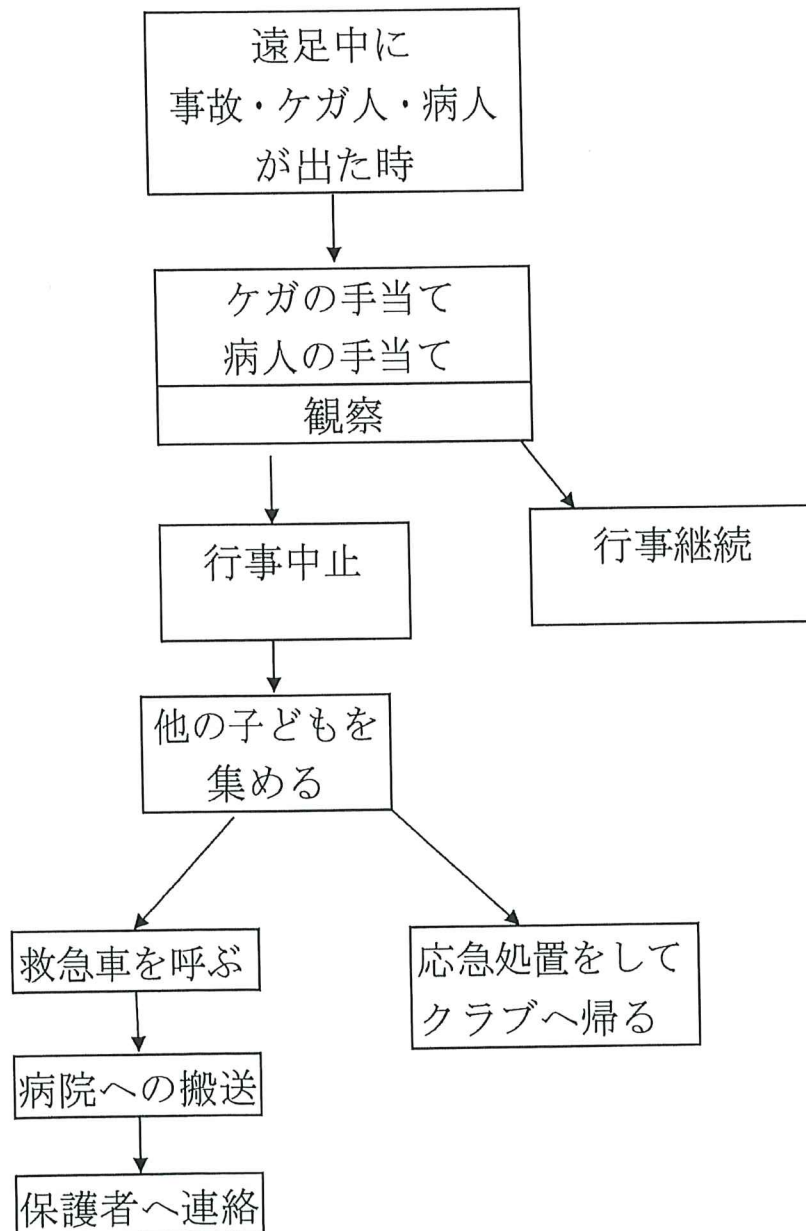 遠足中に
事故・ケガ人・病人
が出た時
ケガの手当て
病人の手当て
観察
行事中止
行事継続
他の子どもを
集める
救急車を呼ぶ
応急処置をして
クラブへ帰る
病院への搬送
保護者へ連絡